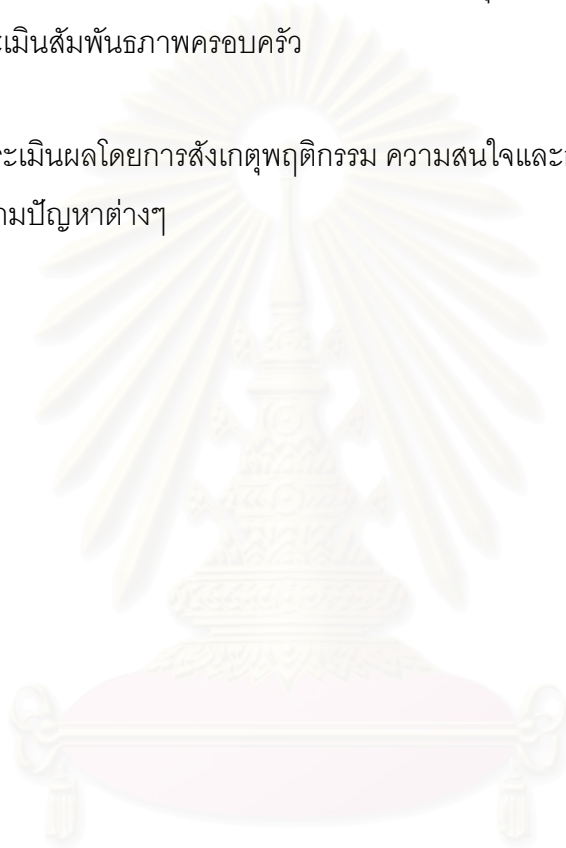 เมินสัมพันธภาพครอบครัว
ะเมินผลโดยการสังเกตุพฤติกรรม ความสนใจและ
ามปัญหาต่างๆ